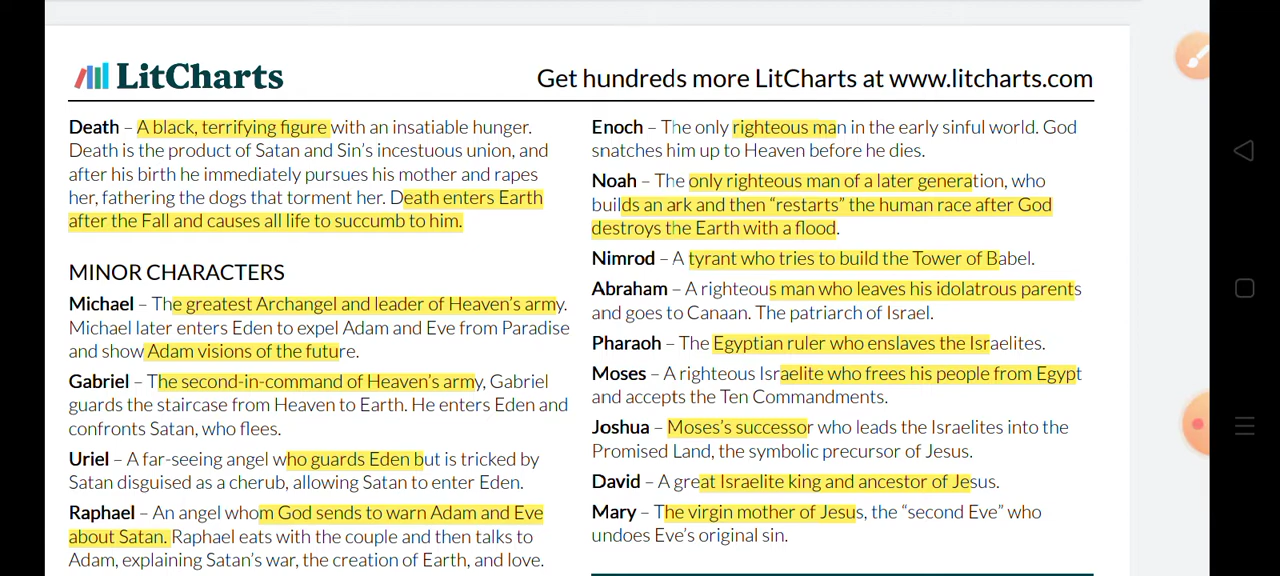 LitCharts
Get hundreds more LitCharts at www.litcharts.com
Death – A black, terrifying figure with an insatiable hunger.
Death is the product of Satan and Sin's incestuous union, and
after his birth he immediately pursues his mother and rapes
her, fathering the dogs that torment her. Death enters Earth
after the Fall and causes all life to succumb to him.
MINOR CHARACTERS
Michael – The greatest Archangel and leader of Heaven's army.
Michael later enters Eden to expel Adam and Eve from Paradise
and show Adam visions of the future.
Gabriel – The second-in-command of Heaven's army, Gabriel
guards the staircase from Heaven to Earth. He enters Eden and
confronts Satan, who flees.
Uriel – A far-seeing angel who guards Eden but is tricked by
Satan disguised as a cherub, allowing Satan to enter Eden.
Raphael – An angel whom God sends to warn Adam and Eve
about Satan. Raphael eats with the couple and then talks to
Adam, explaining Satan's war, the creation of Earth, and love.
Enoch – The only righteous man in the early sinful world. God
snatches him up to Heaven before he dies.
Noah – The only righteous man of a later generation, who
builds an ark and then “restarts” the human race after God
destroys the Earth with a flood.
Nimrod – A tyrant who tries to build the Tower of Babel.
Abraham – A righteous man who leaves his idolatrous parents
and goes to Canaan. The patriarch of Israel.
Pharaoh – The Egyptian ruler who enslaves the Israelites.
Moses – A righteous Israelite who frees his people from Egypt
and accepts the Ten Commandments.
Joshua – Moses's successor who leads the Israelites into the
Promised Land, the symbolic precursor of Jesus.
David – A great Israelite king and ancestor of Jesus.
Mary – The virgin mother of Jesus, the “second Eve” who
undoes Eve's original sin.